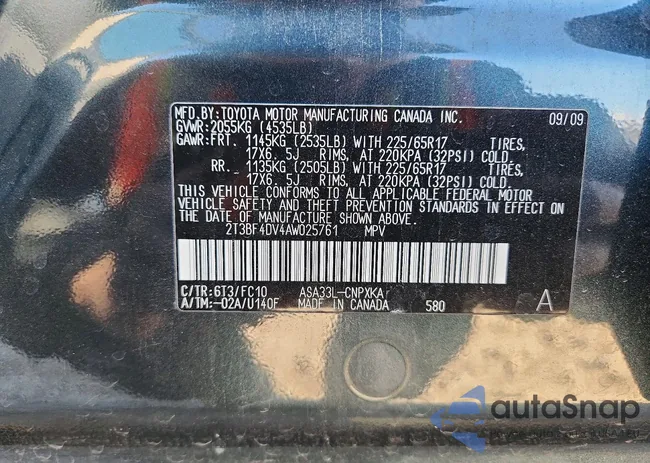 MFD.BY:TOYOTA MOTOR MANUFACTURING CANADA INC. 09/09
GVWR:2055KG (4535LB)
GAWR:FRT. 1145KG (2535LB) WITH 225/65R17 TIRES,
17X6.5J RIMS, AT 220KPA (32PSI) COLD.
RR. 1135KG (2505LB) WITH 225/65R17 TIRES,
17X6.5J RIMS, AT 220KPA (32PSI) COLD.
THIS VEHICLE CONFORMS TO ALL APPLICABLE FEDERAL MOTOR
VEHICLE SAFETY AND THEFT PREVENTION STANDARDS IN EFFECT ON
THE DATE OF MANUFACTURE SHOWN ABOVE.
2T3BF4DV4AW025761 MPV
C/TR:6T3/FC10 ASA33L-CNPXKA
A/TM:-02A/U140F MADE IN CANADA 580 A
autoSnap